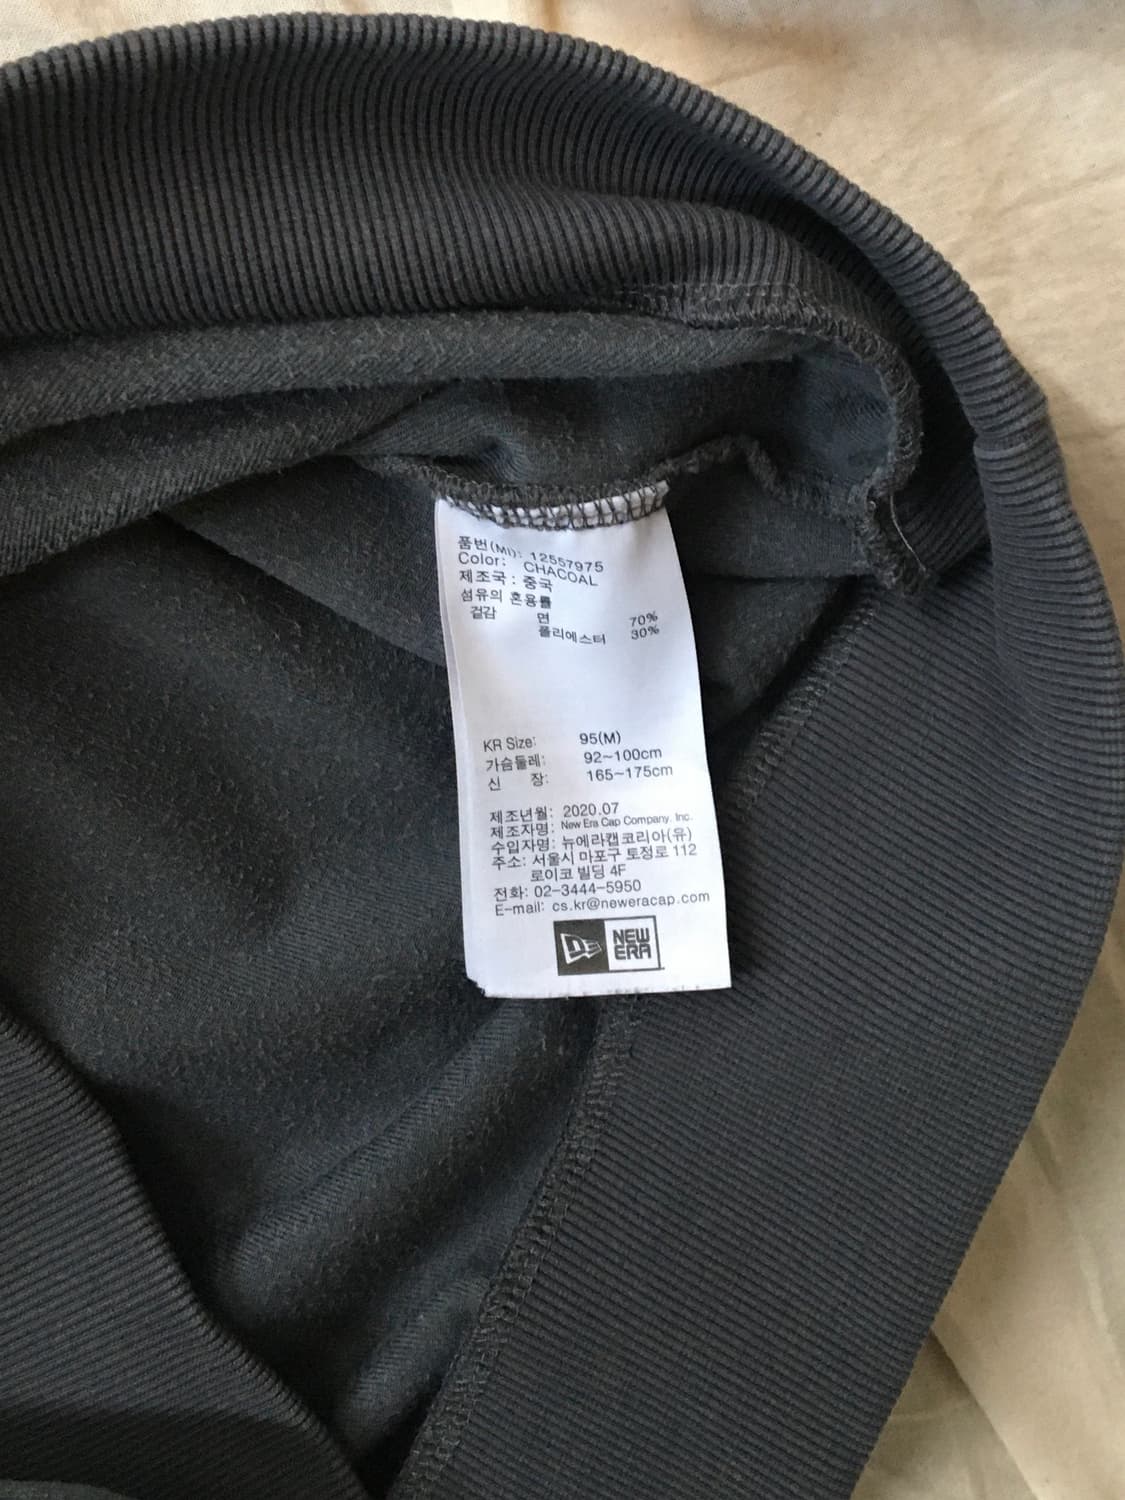 품번(MI): 12557975
Color: CHACOAL
제조국 : 중국
섬유의 혼용률
겉감 면 70%
폴리에스터 30%
KR Size: 95(M)
가슴둘레: 92~100cm
신 장: 165~175cm
제조년월: 2020.07
제조자명: New Era Cap Company. Inc.
수입자명: 뉴에라캡코리아(유)
주소: 서울시 마포구 토정로 112
로이코 빌딩 4F
전화: 02-3444-5950
E-mail: cs.kr@neweracap.com
NEW
ERA